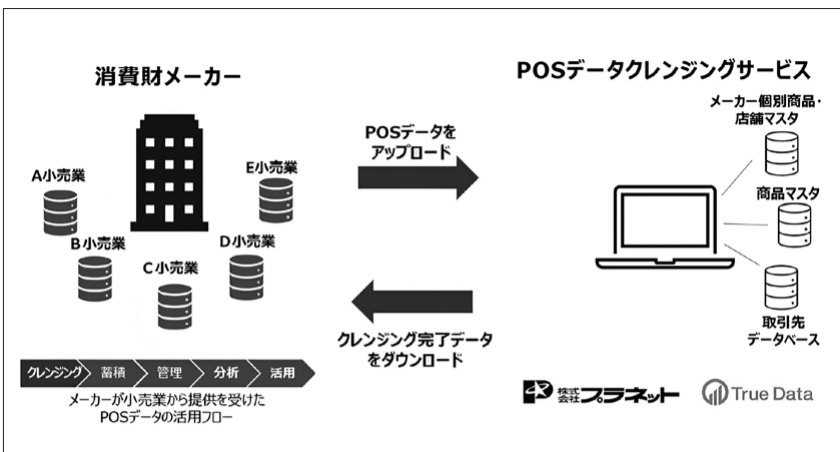 消費財メーカー
A小売業
B小売業
C小売業
D小売業
E小売業
クレンジング
蓄積
管理
分析
活用
メーカーが小売業から提供を受けた
POSデータの活用フロー
POSデータを
アップロード
クレンジング完了データ
をダウンロード
POSデータクレンジングサービス
メーカー個別商品・
店舗マスタ
商品マスタ
取引先
データベース
株式会社プラネット
True Data